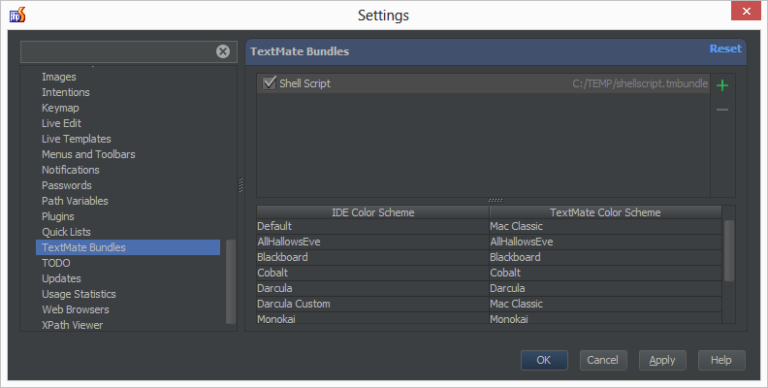 Settings
TextMate Bundles
Reset
Shell Script
C:/TEMP/shellscript.tmbundle
Images
Intentions
Keymap
Live Edit
Live Templates
Menus and Toolbars
Notifications
Passwords
Path Variables
Plugins
Quick Lists
TextMate Bundles
TODO
Updates
Usage Statistics
Web Browsers
XPath Viewer
IDE Color Scheme TextMate Color Scheme
Default Mac Classic
AllHallowsEve AllHallowsEve
Blackboard Blackboard
Cobalt Cobalt
Darcula Darcula
Darcula Custom Mac Classic
Monokai Monokai
OK Cancel Apply Help